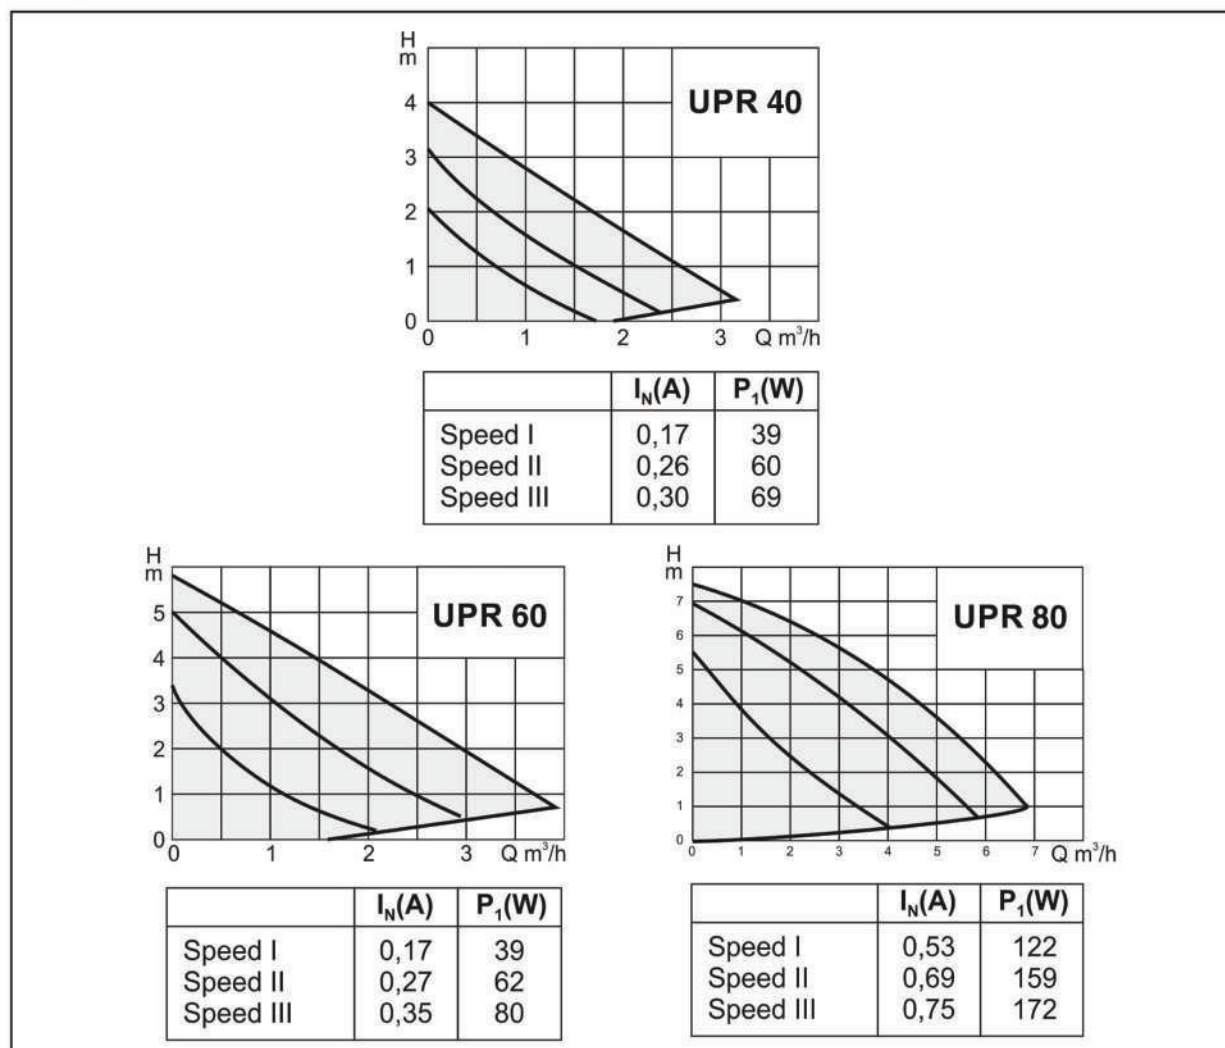 H
m
UPR 40
4
3
2
1
0
0 1 2 3 Q m³/h
I_N(A) P₁(W)
Speed I 0,17 39
Speed II 0,26 60
Speed III 0,30 69
H
m
UPR 60
5
4
3
2
1
0
0 1 2 3 Q m³/h
I_N(A) P₁(W)
Speed I 0,17 39
Speed II 0,27 62
Speed III 0,35 80
H
m
UPR 80
7
6
5
4
3
2
1
0
0 1 2 3 4 5 6 7 Q m³/h
I_N(A) P₁(W)
Speed I 0,53 122
Speed II 0,69 159
Speed III 0,75 172